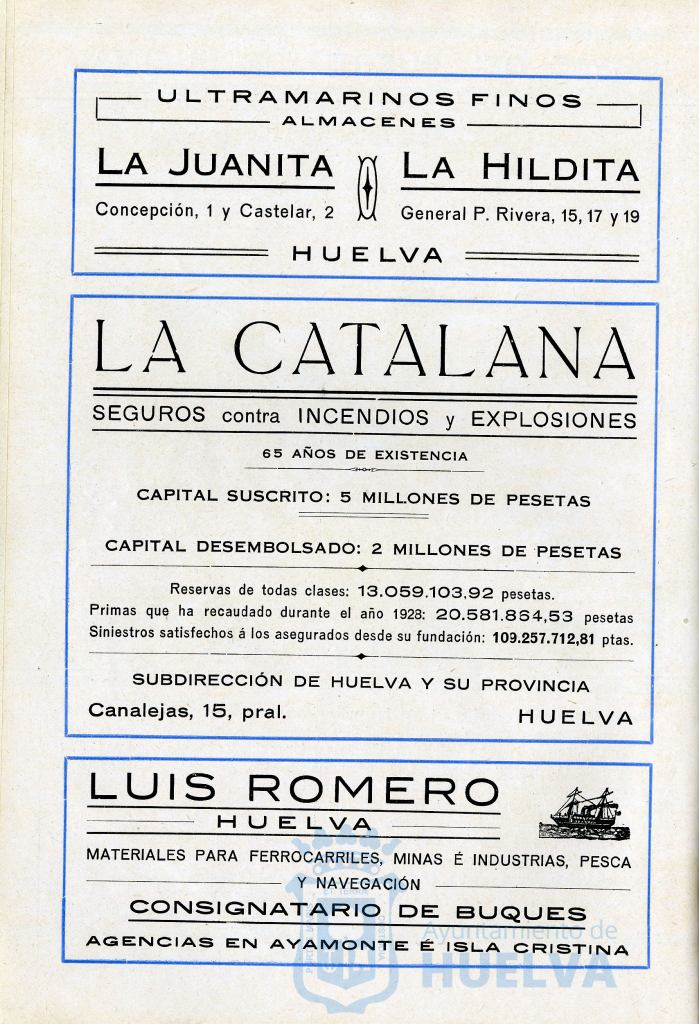 ULTRAMARINOS FINOS
ALMACENES
LA JUANITA
Concepción, 1 y Castelar, 2
LA HILDITA
General P. Rivera, 15, 17 y 19
HUELVA
LA CATALANA
SEGUROS contra INCENDIOS y EXPLOSIONES
65 AÑOS DE EXISTENCIA
CAPITAL SUSCRITO: 5 MILLONES DE PESETAS
CAPITAL DESEMBOLSADO: 2 MILLONES DE PESETAS
Reservas de todas clases: 13.059.103,92 pesetas.
Primas que ha recaudado durante el año 1928: 20.581.864,53 pesetas
Siniestros satisfechos á los asegurados desde su fundación: 109.257.712,81 ptas.
SUBDIRECCIÓN DE HUELVA Y SU PROVINCIA
Canalejas, 15, pral. HUELVA
LUIS ROMERO
HUELVA
MATERIALES PARA FERROCARRILES, MINAS É INDUSTRIAS, PESCA
Y NAVEGACIÓN
CONSIGNATARIO DE BUQUES
AGENCIAS EN AYAMONTE É ISLA CRISTINA
Ayuntamiento de
HUELVA